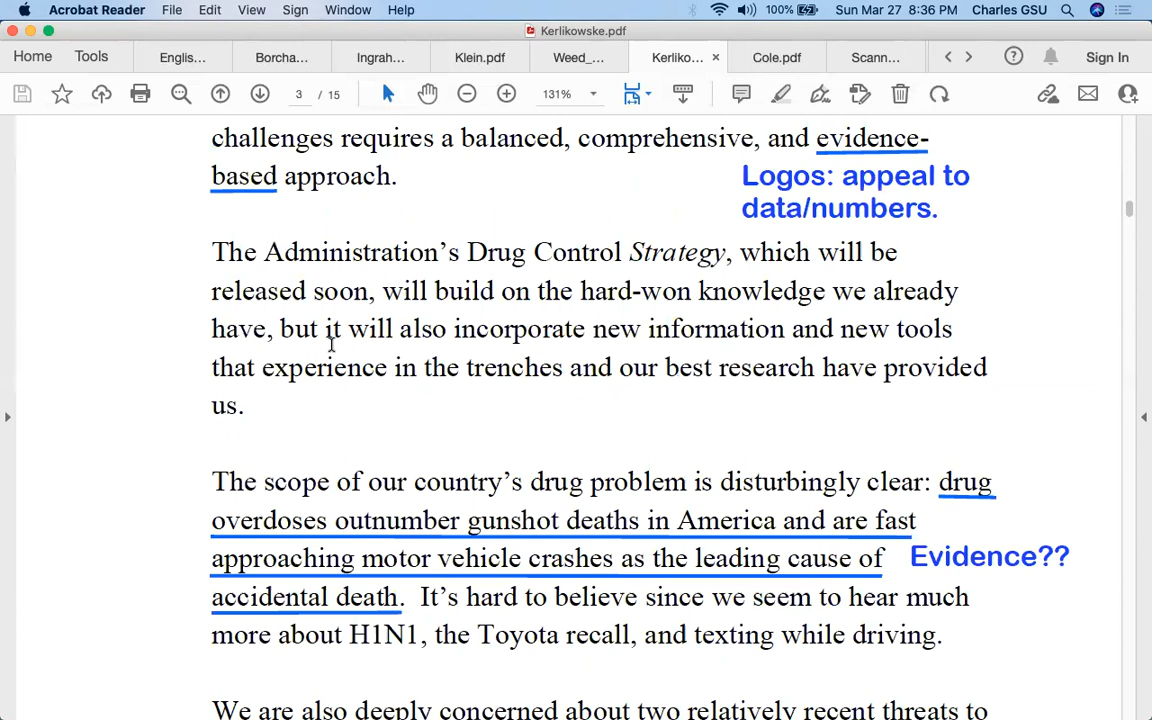 Acrobat Reader File Edit View Sign Window Help 100% Sun Mar 27 8:36 PM Charles GSU
Kerlikowske.pdf
Home Tools Englis... Borcha... Ingrah... Klein.pdf Weed_... Kerliko... × Cole.pdf Scann... Sign In
3 / 15 131%
challenges requires a balanced, comprehensive, and evidence-
based approach.
Logos: appeal to
data/numbers.
The Administration’s Drug Control Strategy, which will be
released soon, will build on the hard-won knowledge we already
have, but it will also incorporate new information and new tools
that experience in the trenches and our best research have provided
us.
The scope of our country’s drug problem is disturbingly clear: drug
overdoses outnumber gunshot deaths in America and are fast
approaching motor vehicle crashes as the leading cause of
Evidence??
accidental death. It’s hard to believe since we seem to hear much
more about H1N1, the Toyota recall, and texting while driving.
We are also deeply concerned about two relatively recent threats to